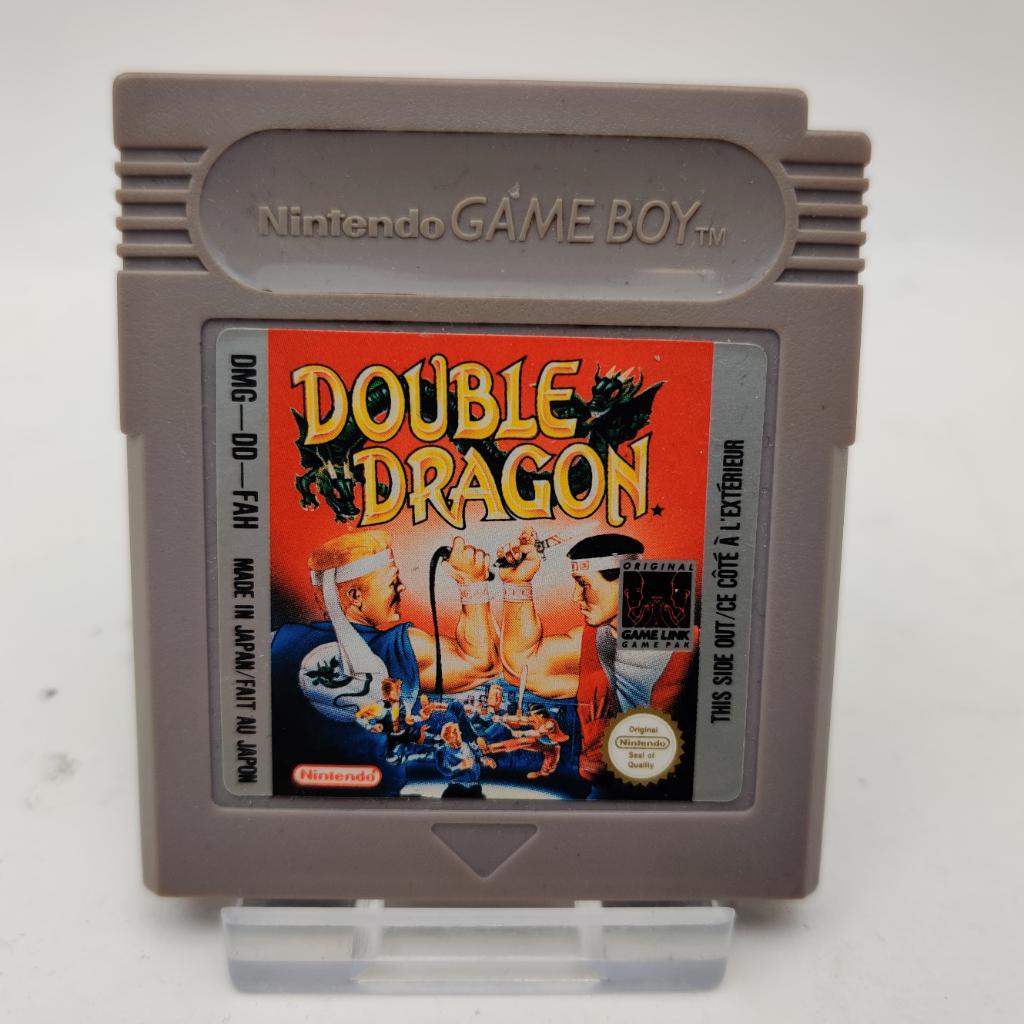 Nintendo GAME BOY TM
DMG—DD—FAH MADE IN JAPAN/FAIT AU JAPON
DOUBLE
DRAGON
ORIGINAL
GAME LINK
GAME PAK
THIS SIDE OUT/CE CÔTÉ À L'EXTÉRIEUR
Nintendo
Original
Nintendo
Seal of
Quality